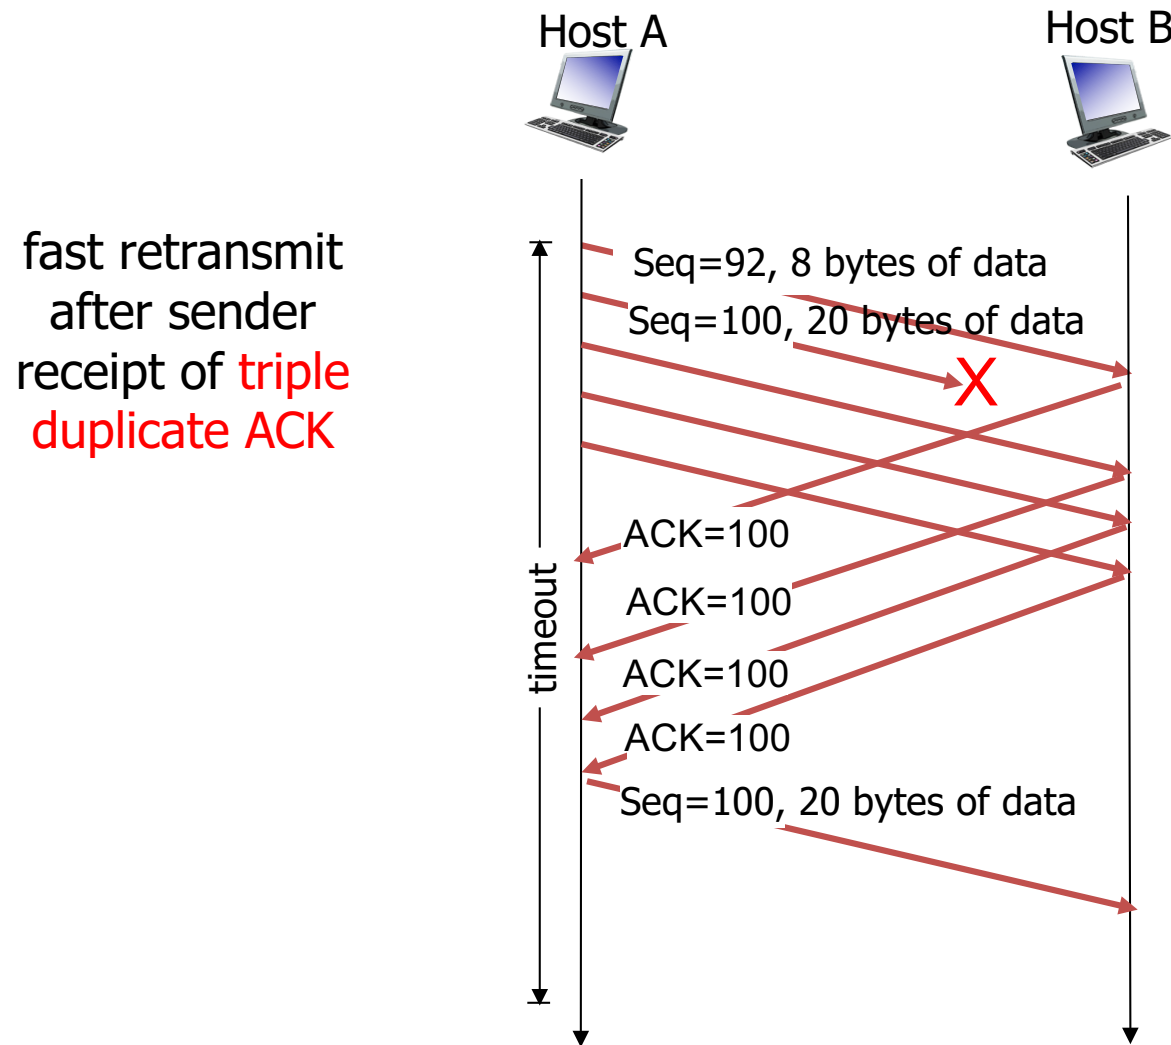 Host A
Host B
fast retransmit
after sender
receipt of triple
duplicate ACK
Seq=92, 8 bytes of data
Seq=100, 20 bytes of data
X
ACK=100
ACK=100
timeout
ACK=100
ACK=100
Seq=100, 20 bytes of data